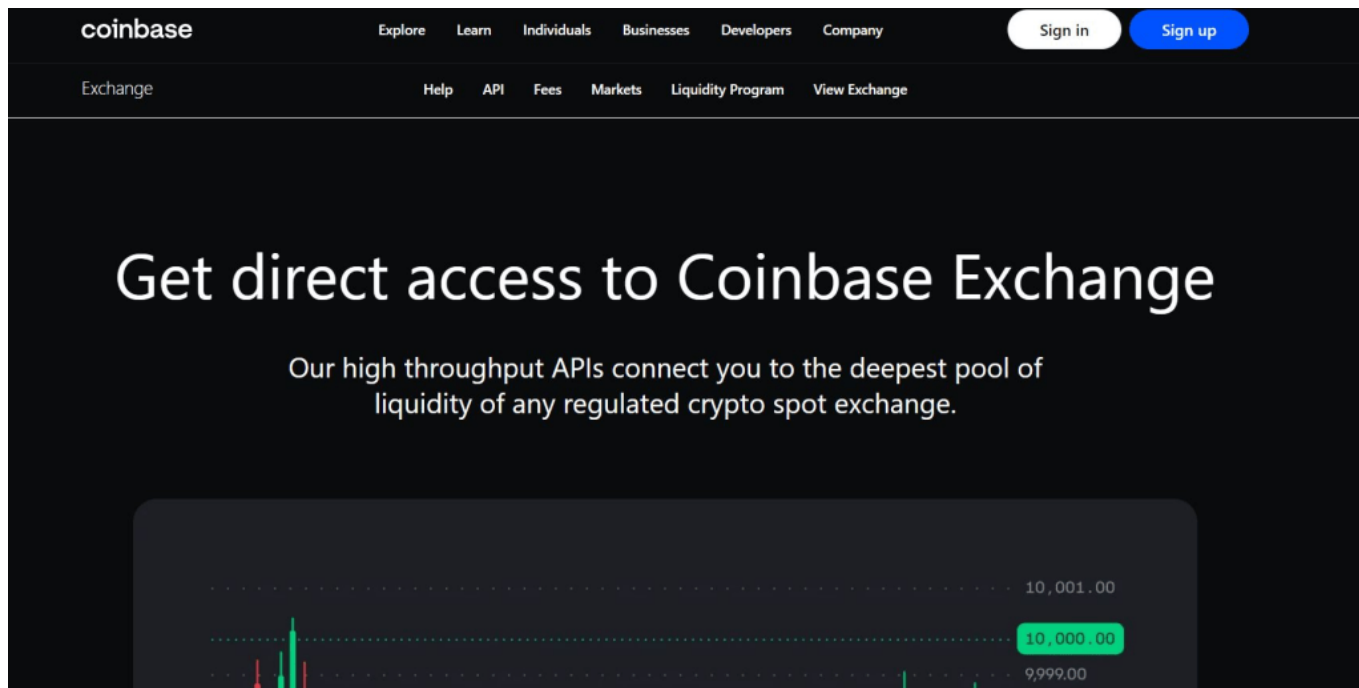 coinbase
Explore Learn Individuals Businesses Developers Company
Sign in Sign up
Exchange
Help API Fees Markets Liquidity Program View Exchange
Get direct access to Coinbase Exchange
Our high throughput APIs connect you to the deepest pool of
liquidity of any regulated crypto spot exchange.
10,001.00
10,000.00
9,999.00